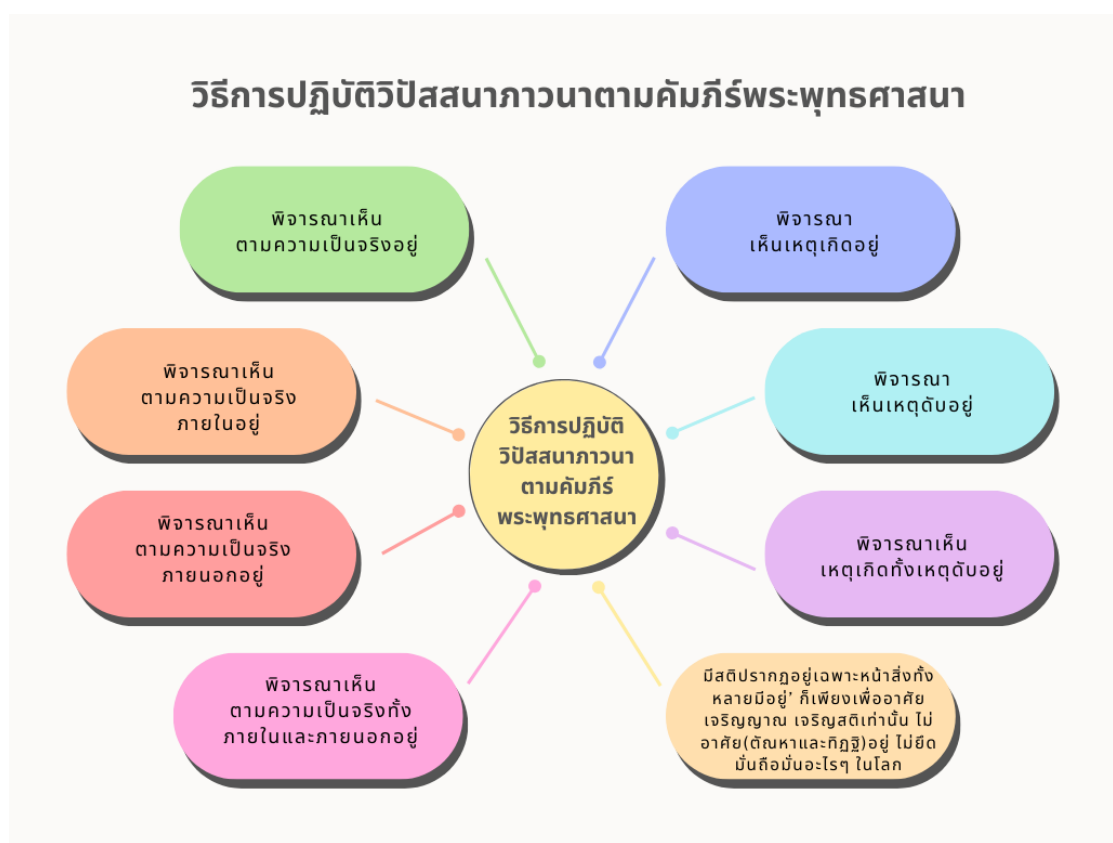 วิธีการปฏิบัติวิปัสสนาภาวนาตามคัมภีร์พระพุทธศาสนา
พิจารณาเห็น
ตามความเป็นจริงอยู่
พิจารณา
เห็นเหตุเกิดอยู่
พิจารณาเห็น
ตามความเป็นจริง
ภายในอยู่
พิจารณา
เห็นเหตุดับอยู่
วิธีการปฏิบัติ
วิปัสสนาภาวนา
ตามคัมภีร์
พระพุทธศาสนา
พิจารณาเห็น
ตามความเป็นจริง
ภายนอกอยู่
พิจารณาเห็น
เหตุเกิดทั้งเหตุดับอยู่
พิจารณาเห็น
ตามความเป็นจริงทั้ง
ภายในและภายนอกอยู่
มีสติปรากฏอยู่เฉพาะหน้าสิ่งทั้ง
หลายมีอยู่’ ก็เพียงเพื่ออาศัย
เจริญญาณ เจริญสติเท่านั้น ไม่
อาศัย(ตัณหาและทิฏฐิ)อยู่ ไม่ยึด
มั่นถือมั่นอะไรๆ ในโลก